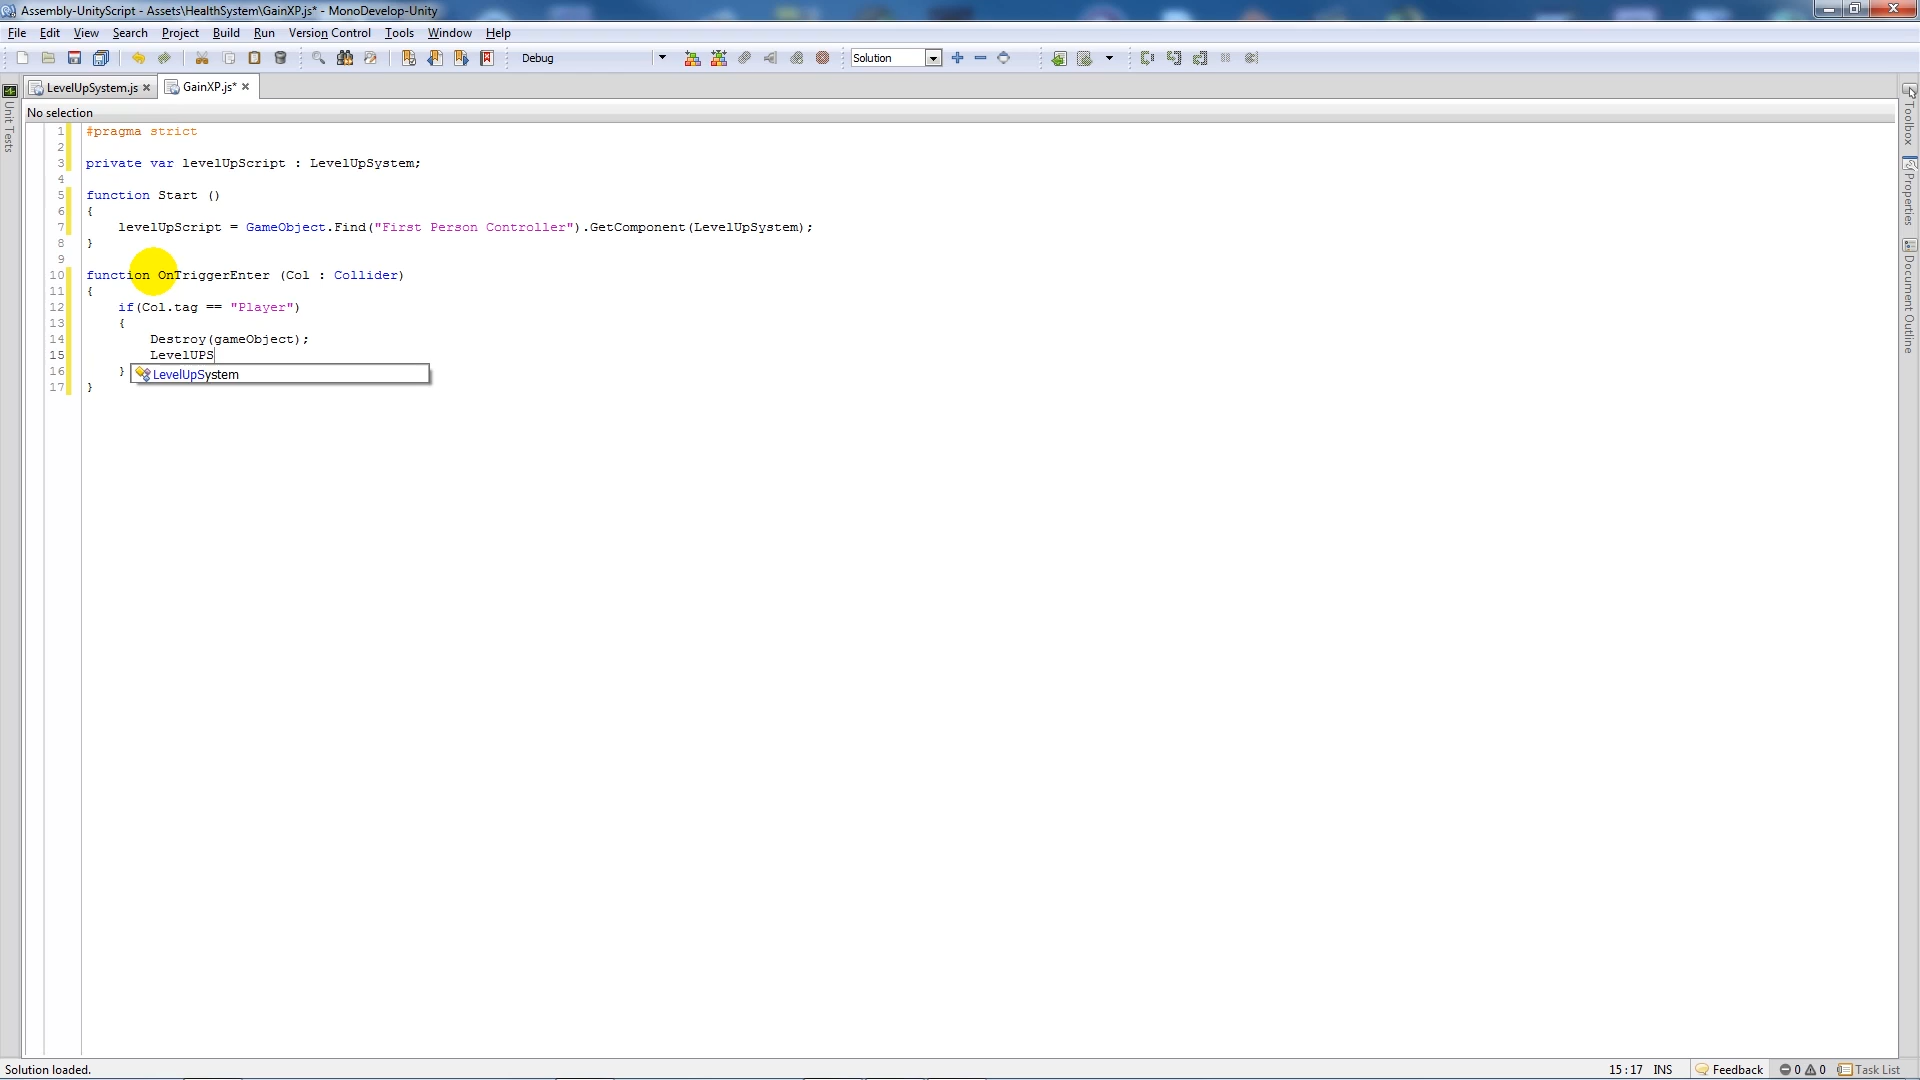 Assembly-UnityScript - Assets\HealthSystem\GainXP.js* - MonoDevelop-Unity
File Edit View Search Project Build Run Version Control Tools Window Help
Debug Solution
LevelUpSystem.js GainXP.js*
No selection
Unit Tests
Toolbox
Properties
Document Outline
1 #pragma strict
2
3 private var levelUpScript : LevelUpSystem;
4
5 function Start ()
6 {
7 levelUpScript = GameObject.Find("First Person Controller").GetComponent(LevelUpSystem);
8 }
9
10 function OnTriggerEnter (Col : Collider)
11 {
12 if(Col.tag == "Player")
13 {
14 Destroy(gameObject);
15 LevelUPS
16 }
LevelUpSystem
17 }
Solution loaded. 15:17 INS Feedback 0 0 Task List